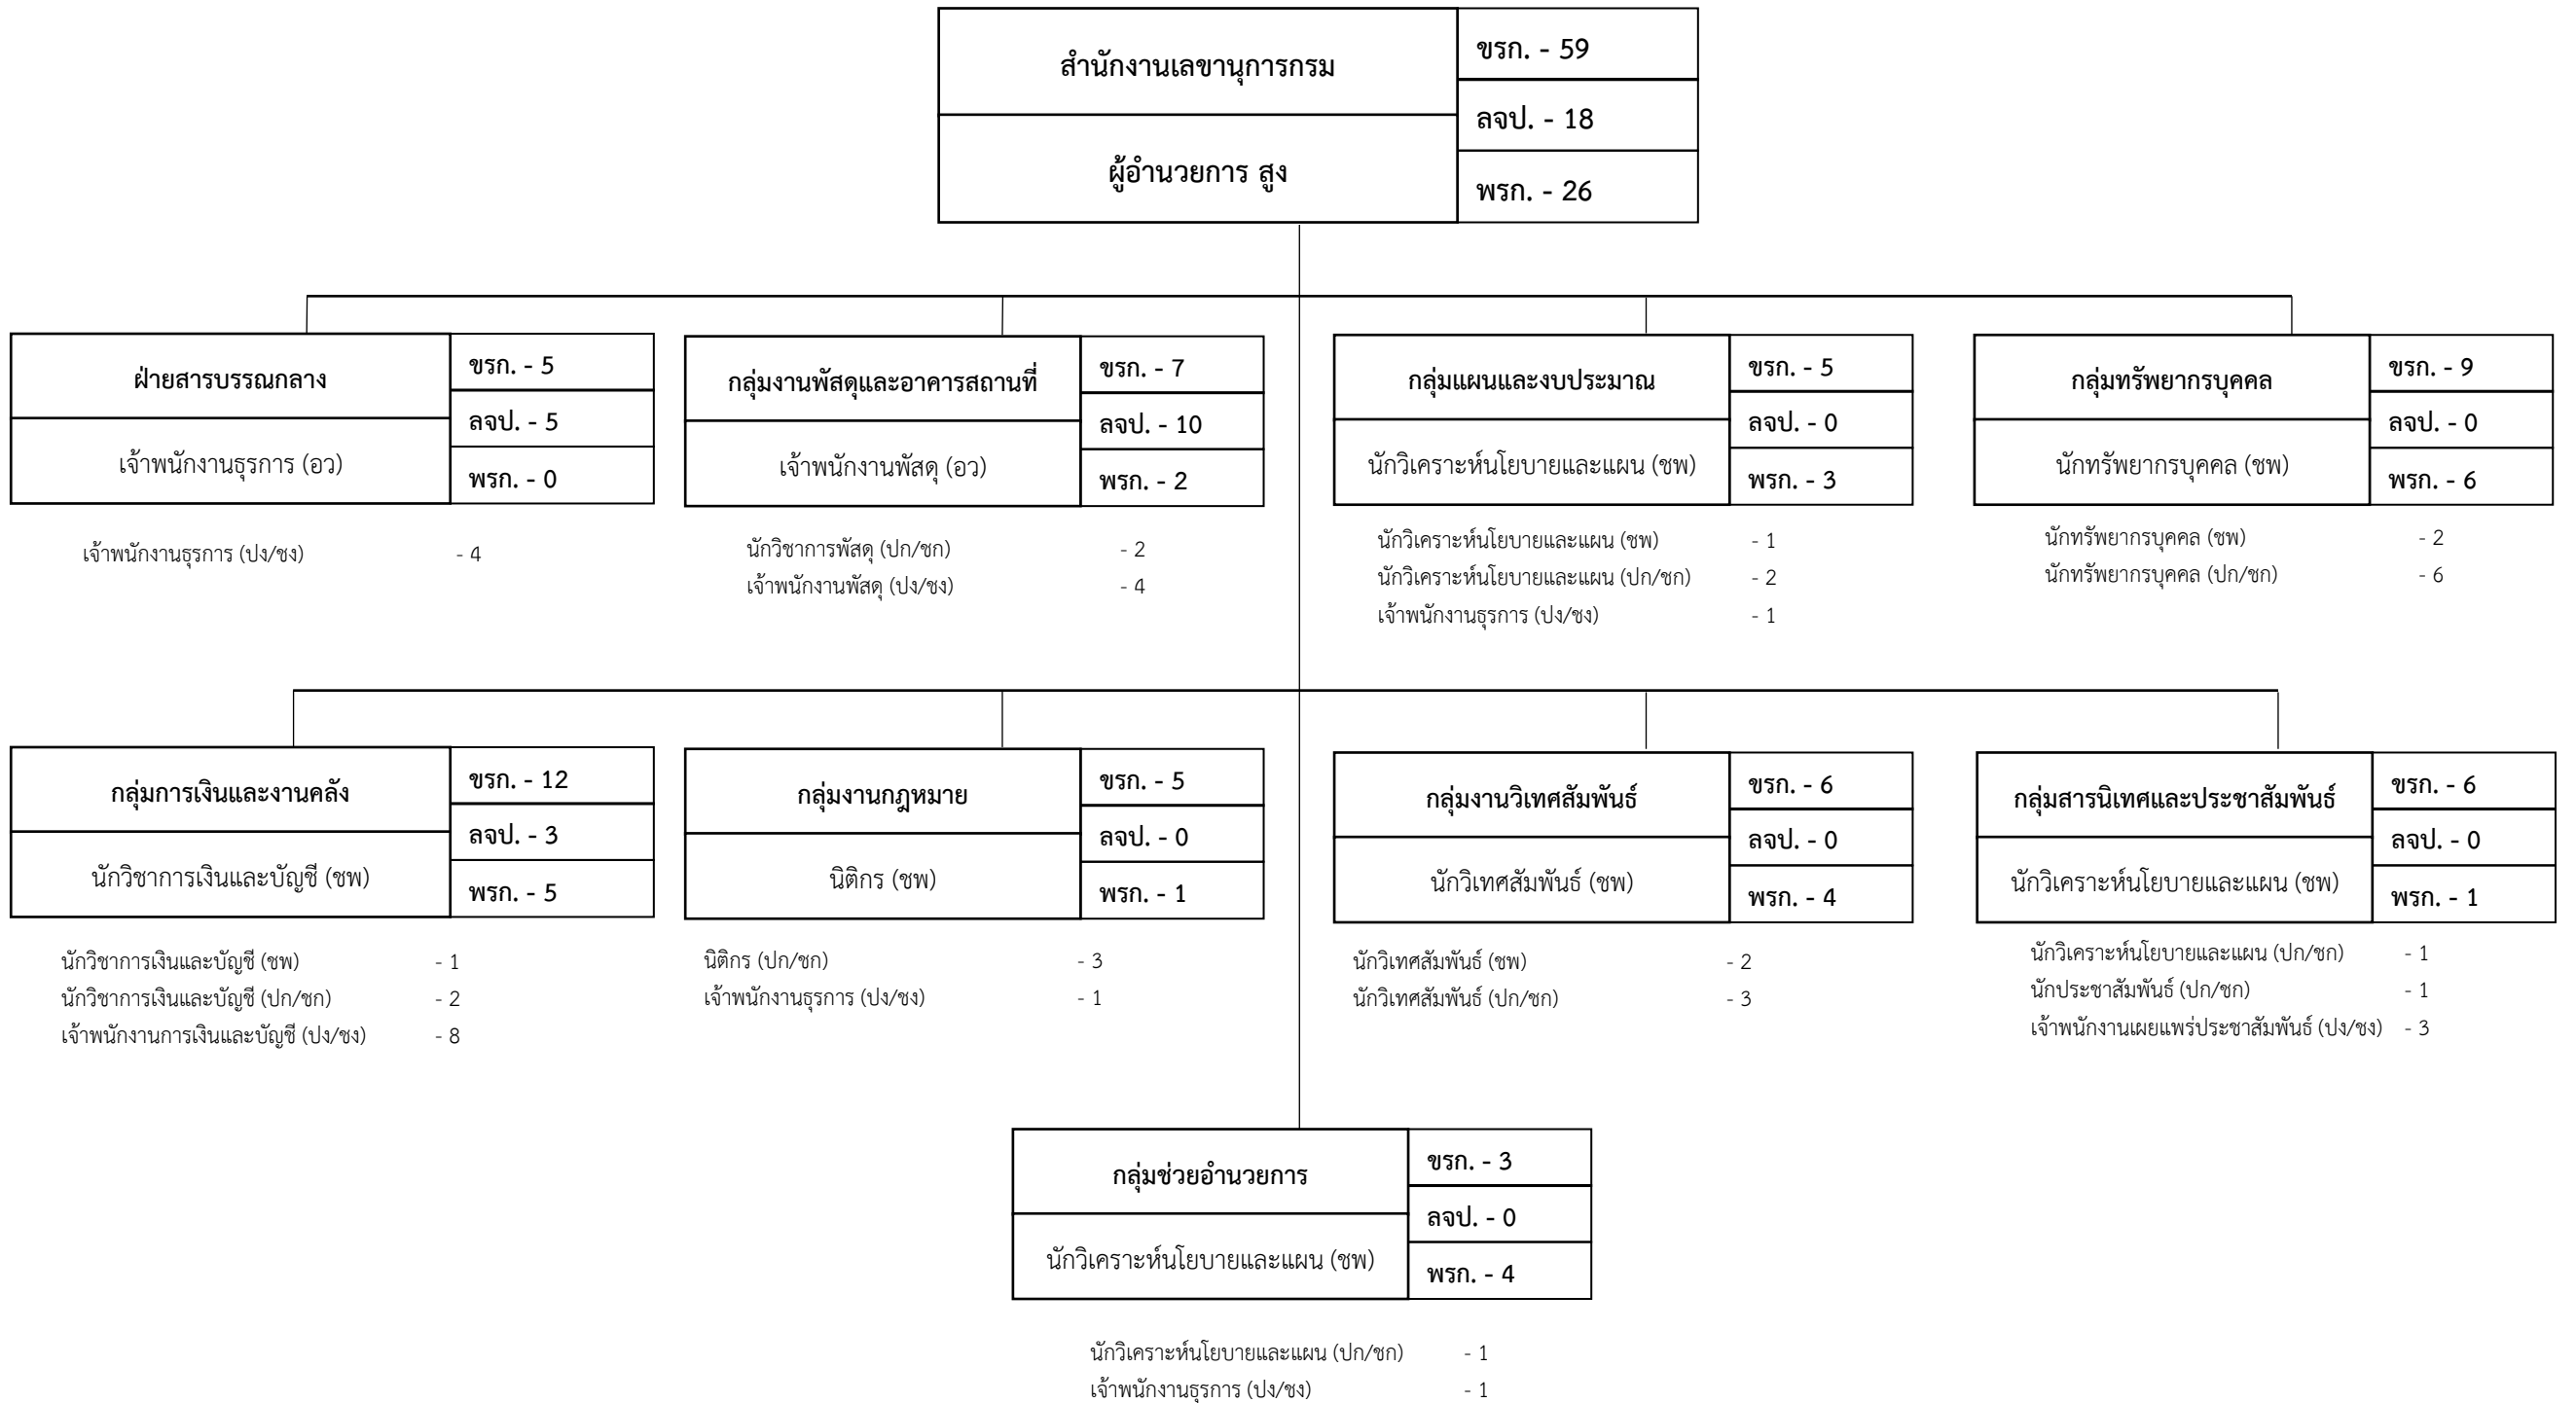 สำนักงานเลขานุการกรม
ผู้อำนวยการ สูง
ขรก. - 59
ลจป. - 18
พรก. - 26
ฝ่ายสารบรรณกลาง
เจ้าพนักงานธุรการ (อว)
ขรก. - 5
ลจป. - 5
พรก. - 0
เจ้าพนักงานธุรการ (ปง/ชง) - 4
กลุ่มงานพัสดุและอาคารสถานที่
เจ้าพนักงานพัสดุ (อว)
ขรก. - 7
ลจป. - 10
พรก. - 2
นักวิชาการพัสดุ (ปก/ชก) - 2
เจ้าพนักงานพัสดุ (ปง/ชง) - 4
กลุ่มแผนและงบประมาณ
นักวิเคราะห์นโยบายและแผน (ชพ)
ขรก. - 5
ลจป. - 0
พรก. - 3
นักวิเคราะห์นโยบายและแผน (ชพ) - 1
นักวิเคราะห์นโยบายและแผน (ปก/ชก) - 2
เจ้าพนักงานธุรการ (ปง/ชง) - 1
กลุ่มทรัพยากรบุคคล
นักทรัพยากรบุคคล (ชพ)
ขรก. - 9
ลจป. - 0
พรก. - 6
นักทรัพยากรบุคคล (ชพ) - 2
นักทรัพยากรบุคคล (ปก/ชก) - 6
กลุ่มการเงินและงานคลัง
นักวิชาการเงินและบัญชี (ชพ)
ขรก. - 12
ลจป. - 3
พรก. - 5
นักวิชาการเงินและบัญชี (ชพ) - 1
นักวิชาการเงินและบัญชี (ปก/ชก) - 2
เจ้าพนักงานการเงินและบัญชี (ปง/ชง) - 8
กลุ่มงานกฎหมาย
นิติกร (ชพ)
ขรก. - 5
ลจป. - 0
พรก. - 1
นิติกร (ปก/ชก) - 3
เจ้าพนักงานธุรการ (ปง/ชง) - 1
กลุ่มงานวิเทศสัมพันธ์
นักวิเทศสัมพันธ์ (ชพ)
ขรก. - 6
ลจป. - 0
พรก. - 4
นักวิเทศสัมพันธ์ (ชพ) - 2
นักวิเทศสัมพันธ์ (ปก/ชก) - 3
กลุ่มสารนิเทศและประชาสัมพันธ์
นักวิเคราะห์นโยบายและแผน (ชพ)
ขรก. - 6
ลจป. - 0
พรก. - 1
นักวิเคราะห์นโยบายและแผน (ปก/ชก) - 1
นักประชาสัมพันธ์ (ปก/ชก) - 1
เจ้าพนักงานเผยแพร่ประชาสัมพันธ์ (ปง/ชง) - 3
กลุ่มช่วยอำนวยการ
นักวิเคราะห์นโยบายและแผน (ชพ)
ขรก. - 3
ลจป. - 0
พรก. - 4
นักวิเคราะห์นโยบายและแผน (ปก/ชก) - 1
เจ้าพนักงานธุรการ (ปง/ชง) - 1